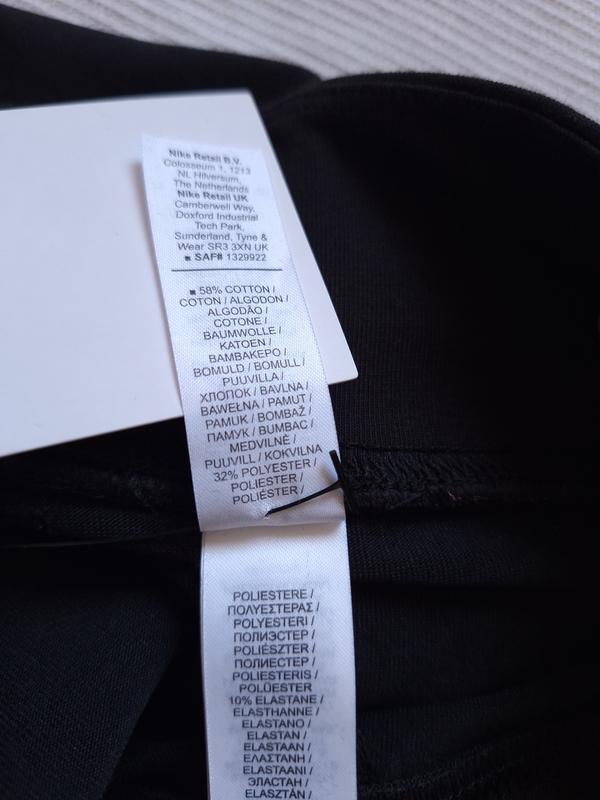 Nike Retail B.V.
Colosseum 1, 1213
NL Hilversum,
The Netherlands
Nike Retail UK
Camberwell Way,
Doxford Industrial
Tech Park,
Sunderland, Tyne &
Wear SR3 3XN UK
■ SAF# 1329922
■ 58% COTTON /
COTON / ALGODON /
ALGODÃO /
COTONE /
BAUMWOLLE /
KATOEN /
BAMBAKEPO /
BOMULD / BOMULL /
PUUVILLA /
ХЛОПОК / BAVLNA /
BAWEŁNA / PAMUT /
PAMUK / BOMBAŽ /
ПАМУК / BUMBAC /
MEDVILNĖ /
PUUVILL / KOKVILNA
32% POLYESTER /
POLIESTER /
POLIÉSTER /
POLIESTERE /
ΠΟΛΥΕΣΤΕΡΑΣ /
POLYESTERI /
ПОЛИЭСТЕР /
POLIÉSZTER /
ПОЛИЕСТЕР /
POLIESTERIS /
POLÜESTER
10% ELASTANE /
ELASTHANNE /
ELASTANO /
ELASTAN /
ELASTAAN /
ΕΛΑΣΤΑΝΗ /
ELASTAANI /
ЭЛАСТАН /
ELASZTÁN /